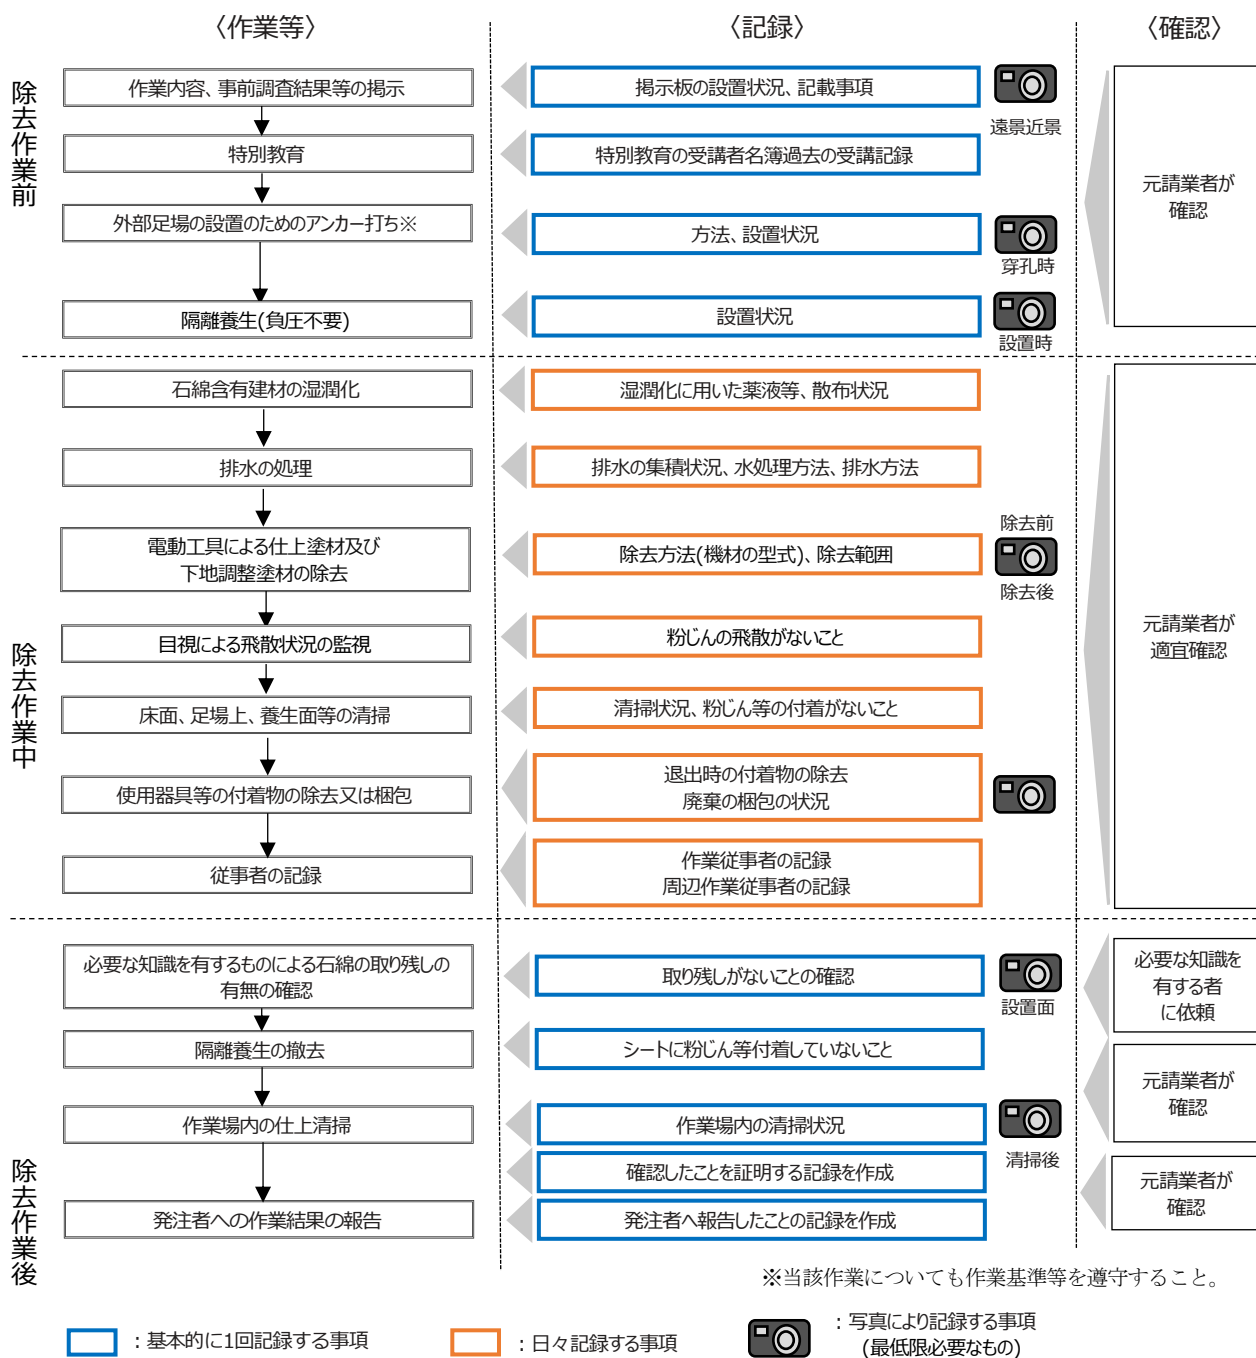 〈作業等〉
〈記録〉
〈確認〉
除去作業前
作業内容、事前調査結果等の掲示
掲示板の設置状況、記載事項
遠景近景
特別教育
特別教育の受講者名簿過去の受講記録
元請業者が
確認
外部足場の設置のためのアンカー打ち※
方法、設置状況
穿孔時
隔離養生(負圧不要)
設置状況
設置時
除去作業中
石綿含有建材の湿潤化
湿潤化に用いた薬液等、散布状況
排水の処理
排水の集積状況、水処理方法、排水方法
電動工具による仕上塗材及び
下地調整塗材の除去
除去方法(機材の型式)、除去範囲
除去前
除去後
目視による飛散状況の監視
粉じんの飛散がないこと
元請業者が
適宜確認
床面、足場上、養生面等の清掃
清掃状況、粉じん等の付着がないこと
使用器具等の付着物の除去又は梱包
退出時の付着物の除去
廃棄の梱包の状況
従事者の記録
作業従事者の記録
周辺作業従事者の記録
除去作業後
必要な知識を有するものによる石綿の取り残しの
有無の確認
取り残しがないことの確認
設置面
必要な知識を
有する者
に依頼
隔離養生の撤去
シートに粉じん等付着していないこと
元請業者が
確認
作業場内の仕上清掃
作業場内の清掃状況
清掃後
確認したことを証明する記録を作成
元請業者が
確認
発注者への作業結果の報告
発注者へ報告したことの記録を作成
※当該作業についても作業基準等を遵守すること。
：基本的に1回記録する事項
：日々記録する事項
：写真により記録する事項
(最低限必要なもの)